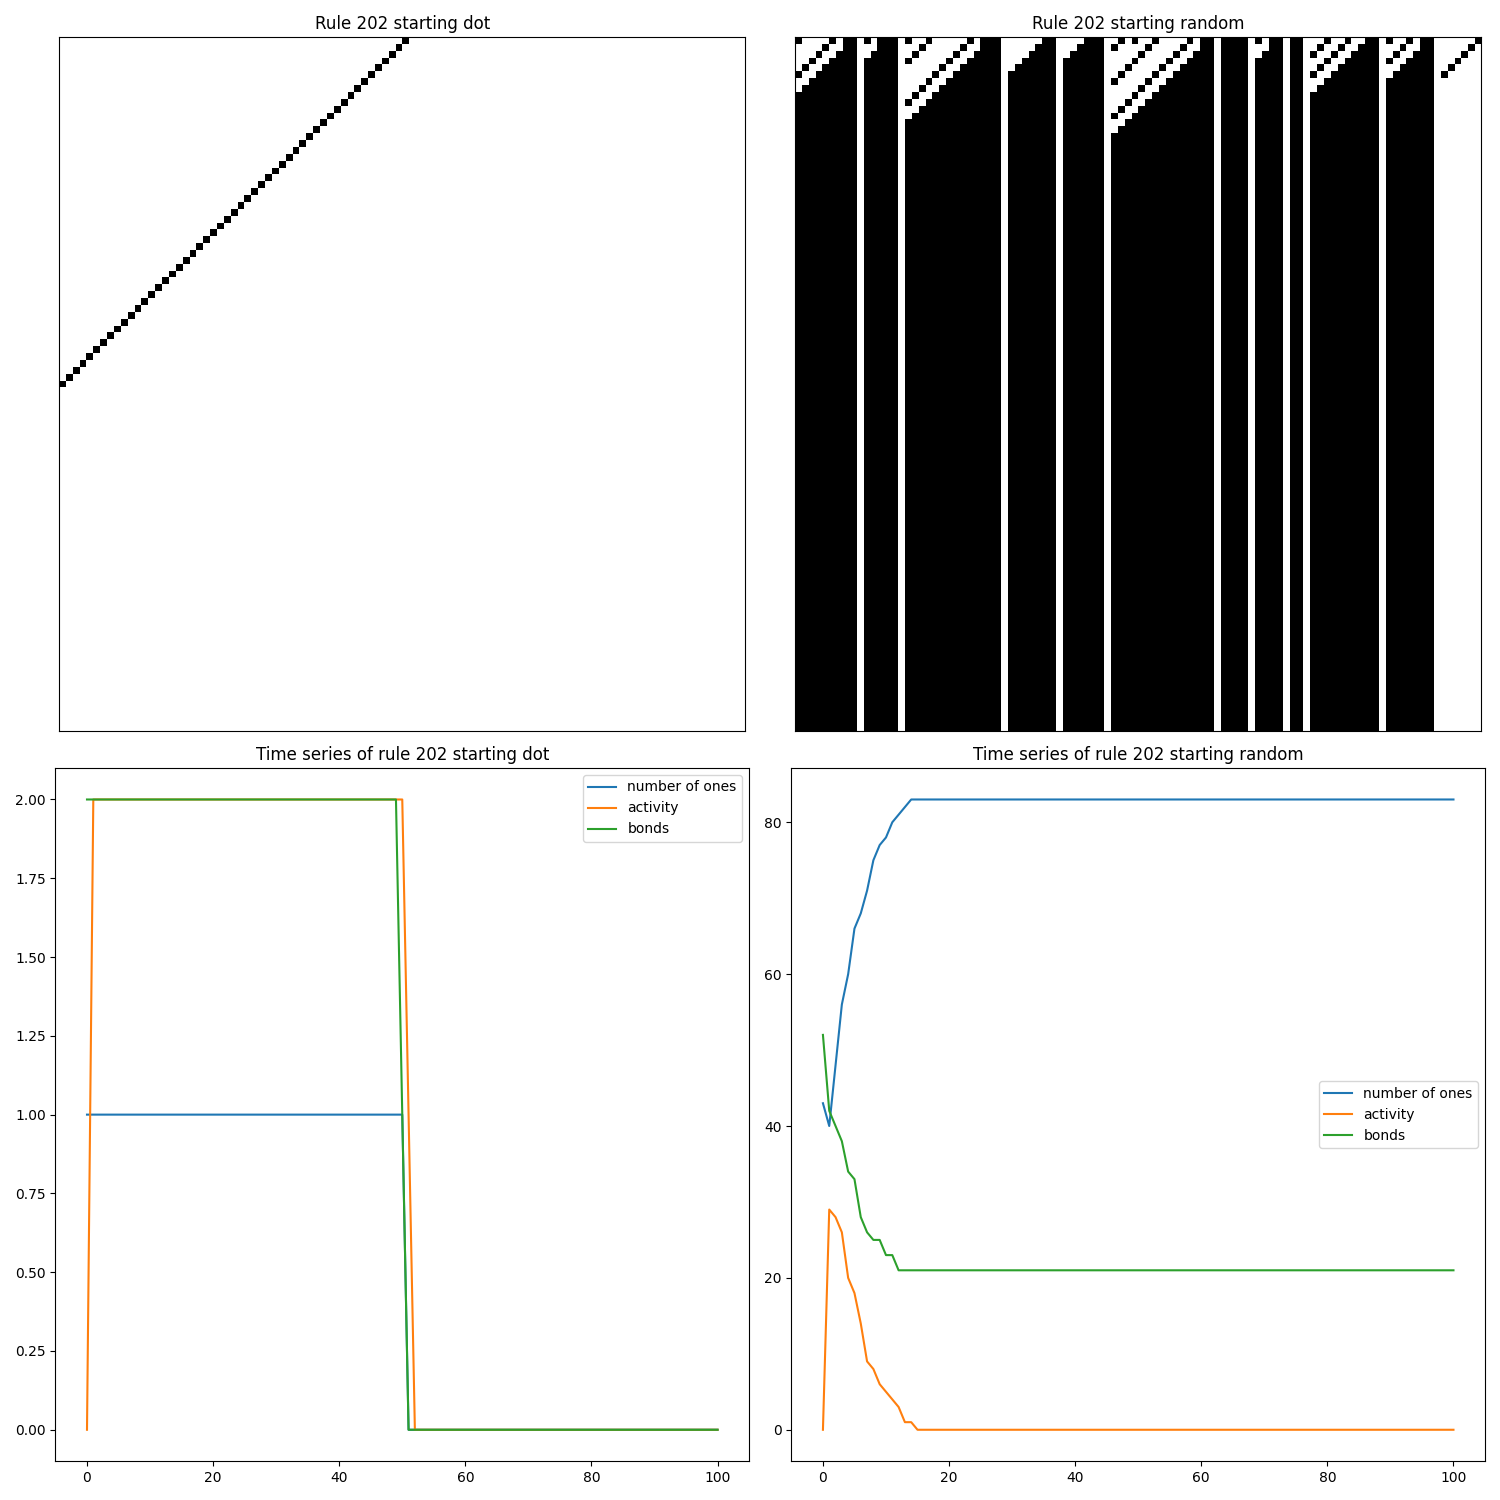 Rule 202 starting dot
Rule 202 starting random
Time series of rule 202 starting dot
2.00
1.75
1.50
1.25
1.00
0.75
0.50
0.25
0.00
0
20
40
60
80
100
number of ones
activity
bonds
Time series of rule 202 starting random
80
60
40
20
0
0
20
40
60
80
100
number of ones
activity
bonds